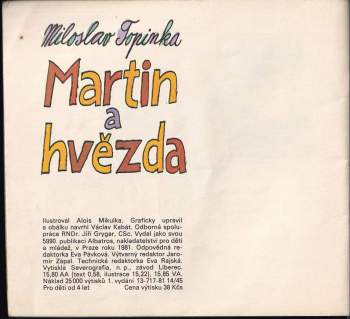 Miloslav Topinka
Martin
a
hvězda
Ilustroval Alois Mikulka. Graficky upravil
a obálku navrhl Václav Kabát. Odborná spolu-
práce RNDr. Jiří Grygar, CSc. Vydal jako svou
5990. publikaci Albatros, nakladatelství pro děti
a mládež, v Praze roku 1981. Odpovědná re-
daktorka Eva Pávková. Výtvarný redaktor Jaro-
mír Zápal. Technická redaktorka Eva Rajská.
Vytiskla Severografia, n. p., závod Liberec.
15,80 AA (text 0,58, ilustrace 15,22), 15,85 VA.
Náklad 25000 výtisků 1. vydání 13-717-81 14/45
Pro děti od 4 let Cena výtisku 38 Kčs